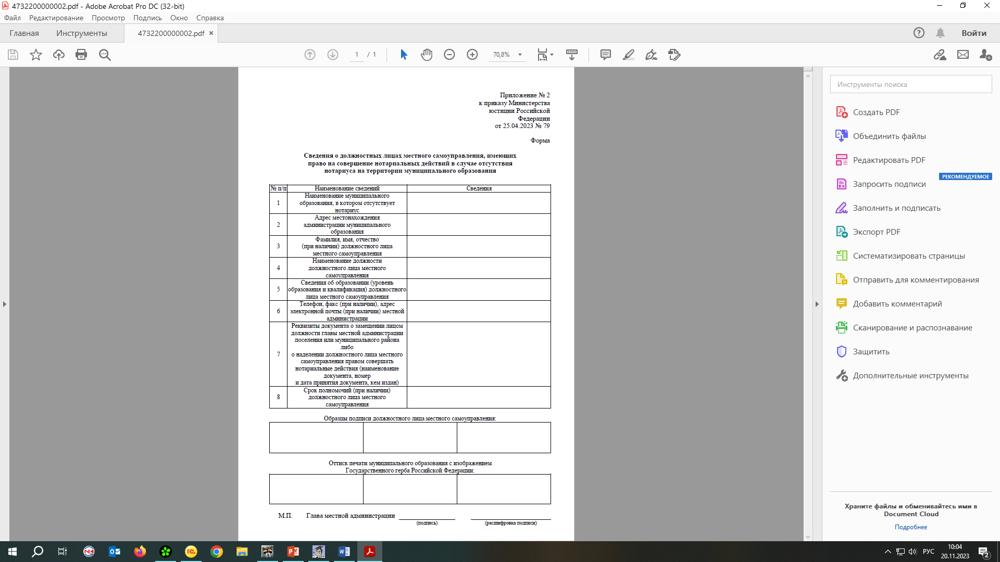 4732200000002.pdf - Adobe Acrobat Pro DC (32-bit)
Файл Редактирование Просмотр Подпись Окно Справка
Главная Инструменты 4732200000002.pdf × Войти
1 / 1 70,8%
Приложение № 2
к приказу Министерства
юстиции Российской
Федерации
от 25.04.2023 № 79
Форма
Сведения о должностных лицах местного самоуправления, имеющих
право на совершение нотариальных действий в случае отсутствия
нотариуса на территории муниципального образования
№ п/п Наименование сведений Сведения
1 Наименование муниципального
образования, в котором отсутствует
нотариус
2 Адрес местонахождения
администрации муниципального
образования
3 Фамилия, имя, отчество
(при наличии) должностного лица
местного самоуправления
4 Наименование должности
должностного лица местного
самоуправления
5 Сведения об образовании (уровень
образования и квалификация) должностного
лица местного самоуправления
6 Телефон, факс (при наличии), адрес
электронной почты (при наличии) местной
администрации
7 Реквизиты документа о замещении лицом
должности главы местной администрации
поселения или муниципального района
либо
о наделении должностного лица местного
самоуправления правом совершать
нотариальные действия (наименование
документа, номер
и дата принятия документа, кем издан)
8 Срок полномочий (при наличии)
должностного лица местного
самоуправления
Образцы подписи должностного лица местного самоуправления:
Оттиск печати муниципального образования с изображением
Государственного герба Российской Федерации:
М.П. Глава местной администрации
(подпись) (расшифровка подписи)
Инструменты поиска
Создать PDF
Объединить файлы
Редактировать PDF
РЕКОМЕНДУЕМОЕ
Запросить подписи
Заполнить и подписать
Экспорт PDF
Систематизировать страницы
Отправить для комментирования
Добавить комментарий
Сканирование и распознавание
Защитить
Дополнительные инструменты
Храните файлы и обменивайтесь ими в
Document Cloud
Подробнее
РУС
10:04
20.11.2023
2